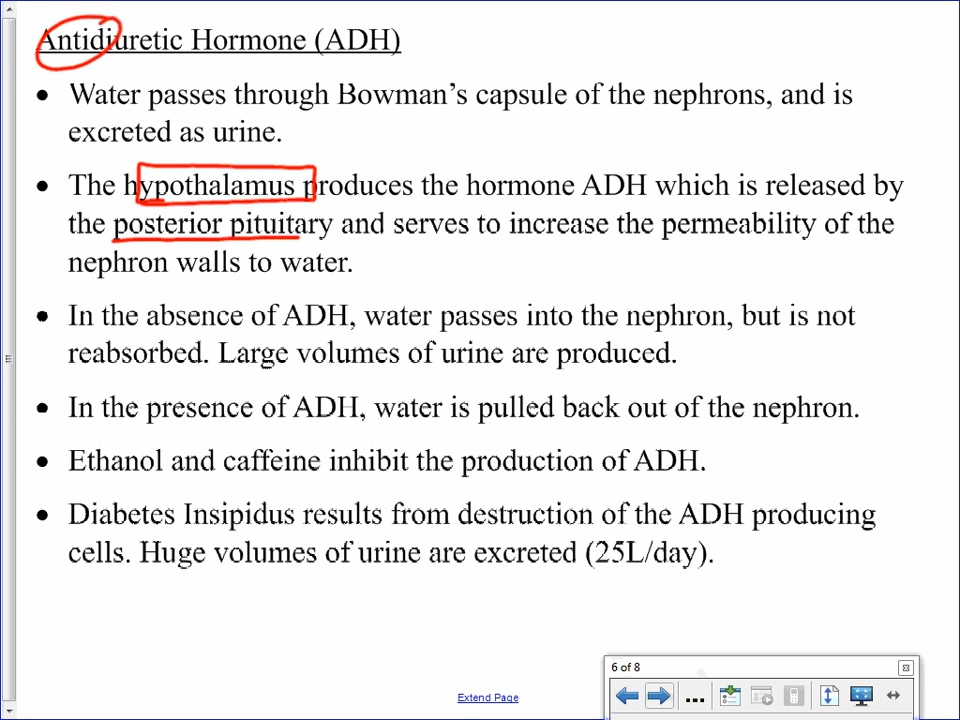 Antidiuretic Hormone (ADH)
• Water passes through Bowman's capsule of the nephrons, and is
excreted as urine.
• The hypothalamus produces the hormone ADH which is released by
the posterior pituitary and serves to increase the permeability of the
nephron walls to water.
• In the absence of ADH, water passes into the nephron, but is not
reabsorbed. Large volumes of urine are produced.
• In the presence of ADH, water is pulled back out of the nephron.
• Ethanol and caffeine inhibit the production of ADH.
• Diabetes Insipidus results from destruction of the ADH producing
cells. Huge volumes of urine are excreted (25L/day).
6 of 8
Extend Page